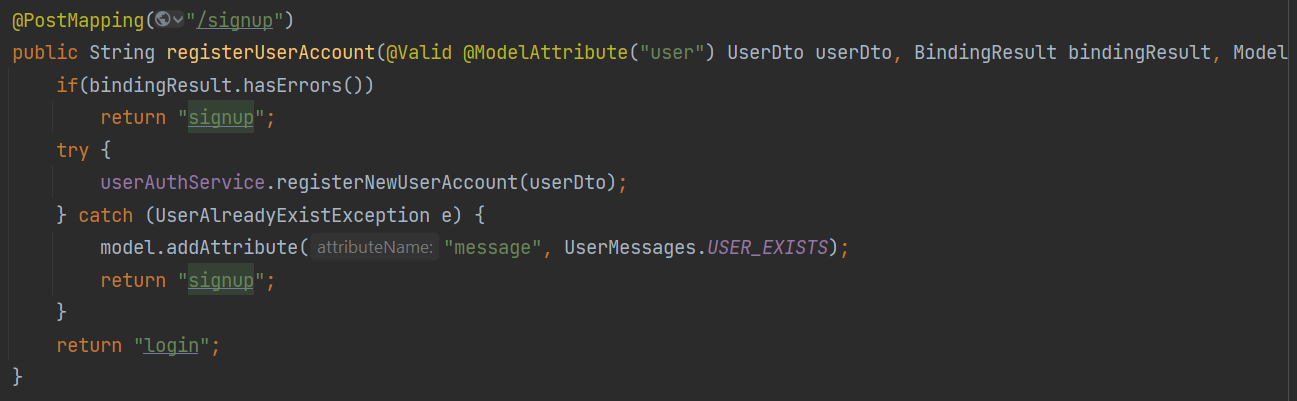 @PostMapping("/signup")
public String registerUserAccount(@Valid @ModelAttribute("user") UserDto userDto, BindingResult bindingResult, Model
if(bindingResult.hasErrors())
return "signup";
try {
userAuthService.registerNewUserAccount(userDto);
} catch (UserAlreadyExistException e) {
model.addAttribute( attributeName: "message", UserMessages.USER_EXISTS);
return "signup";
}
return "login";
}